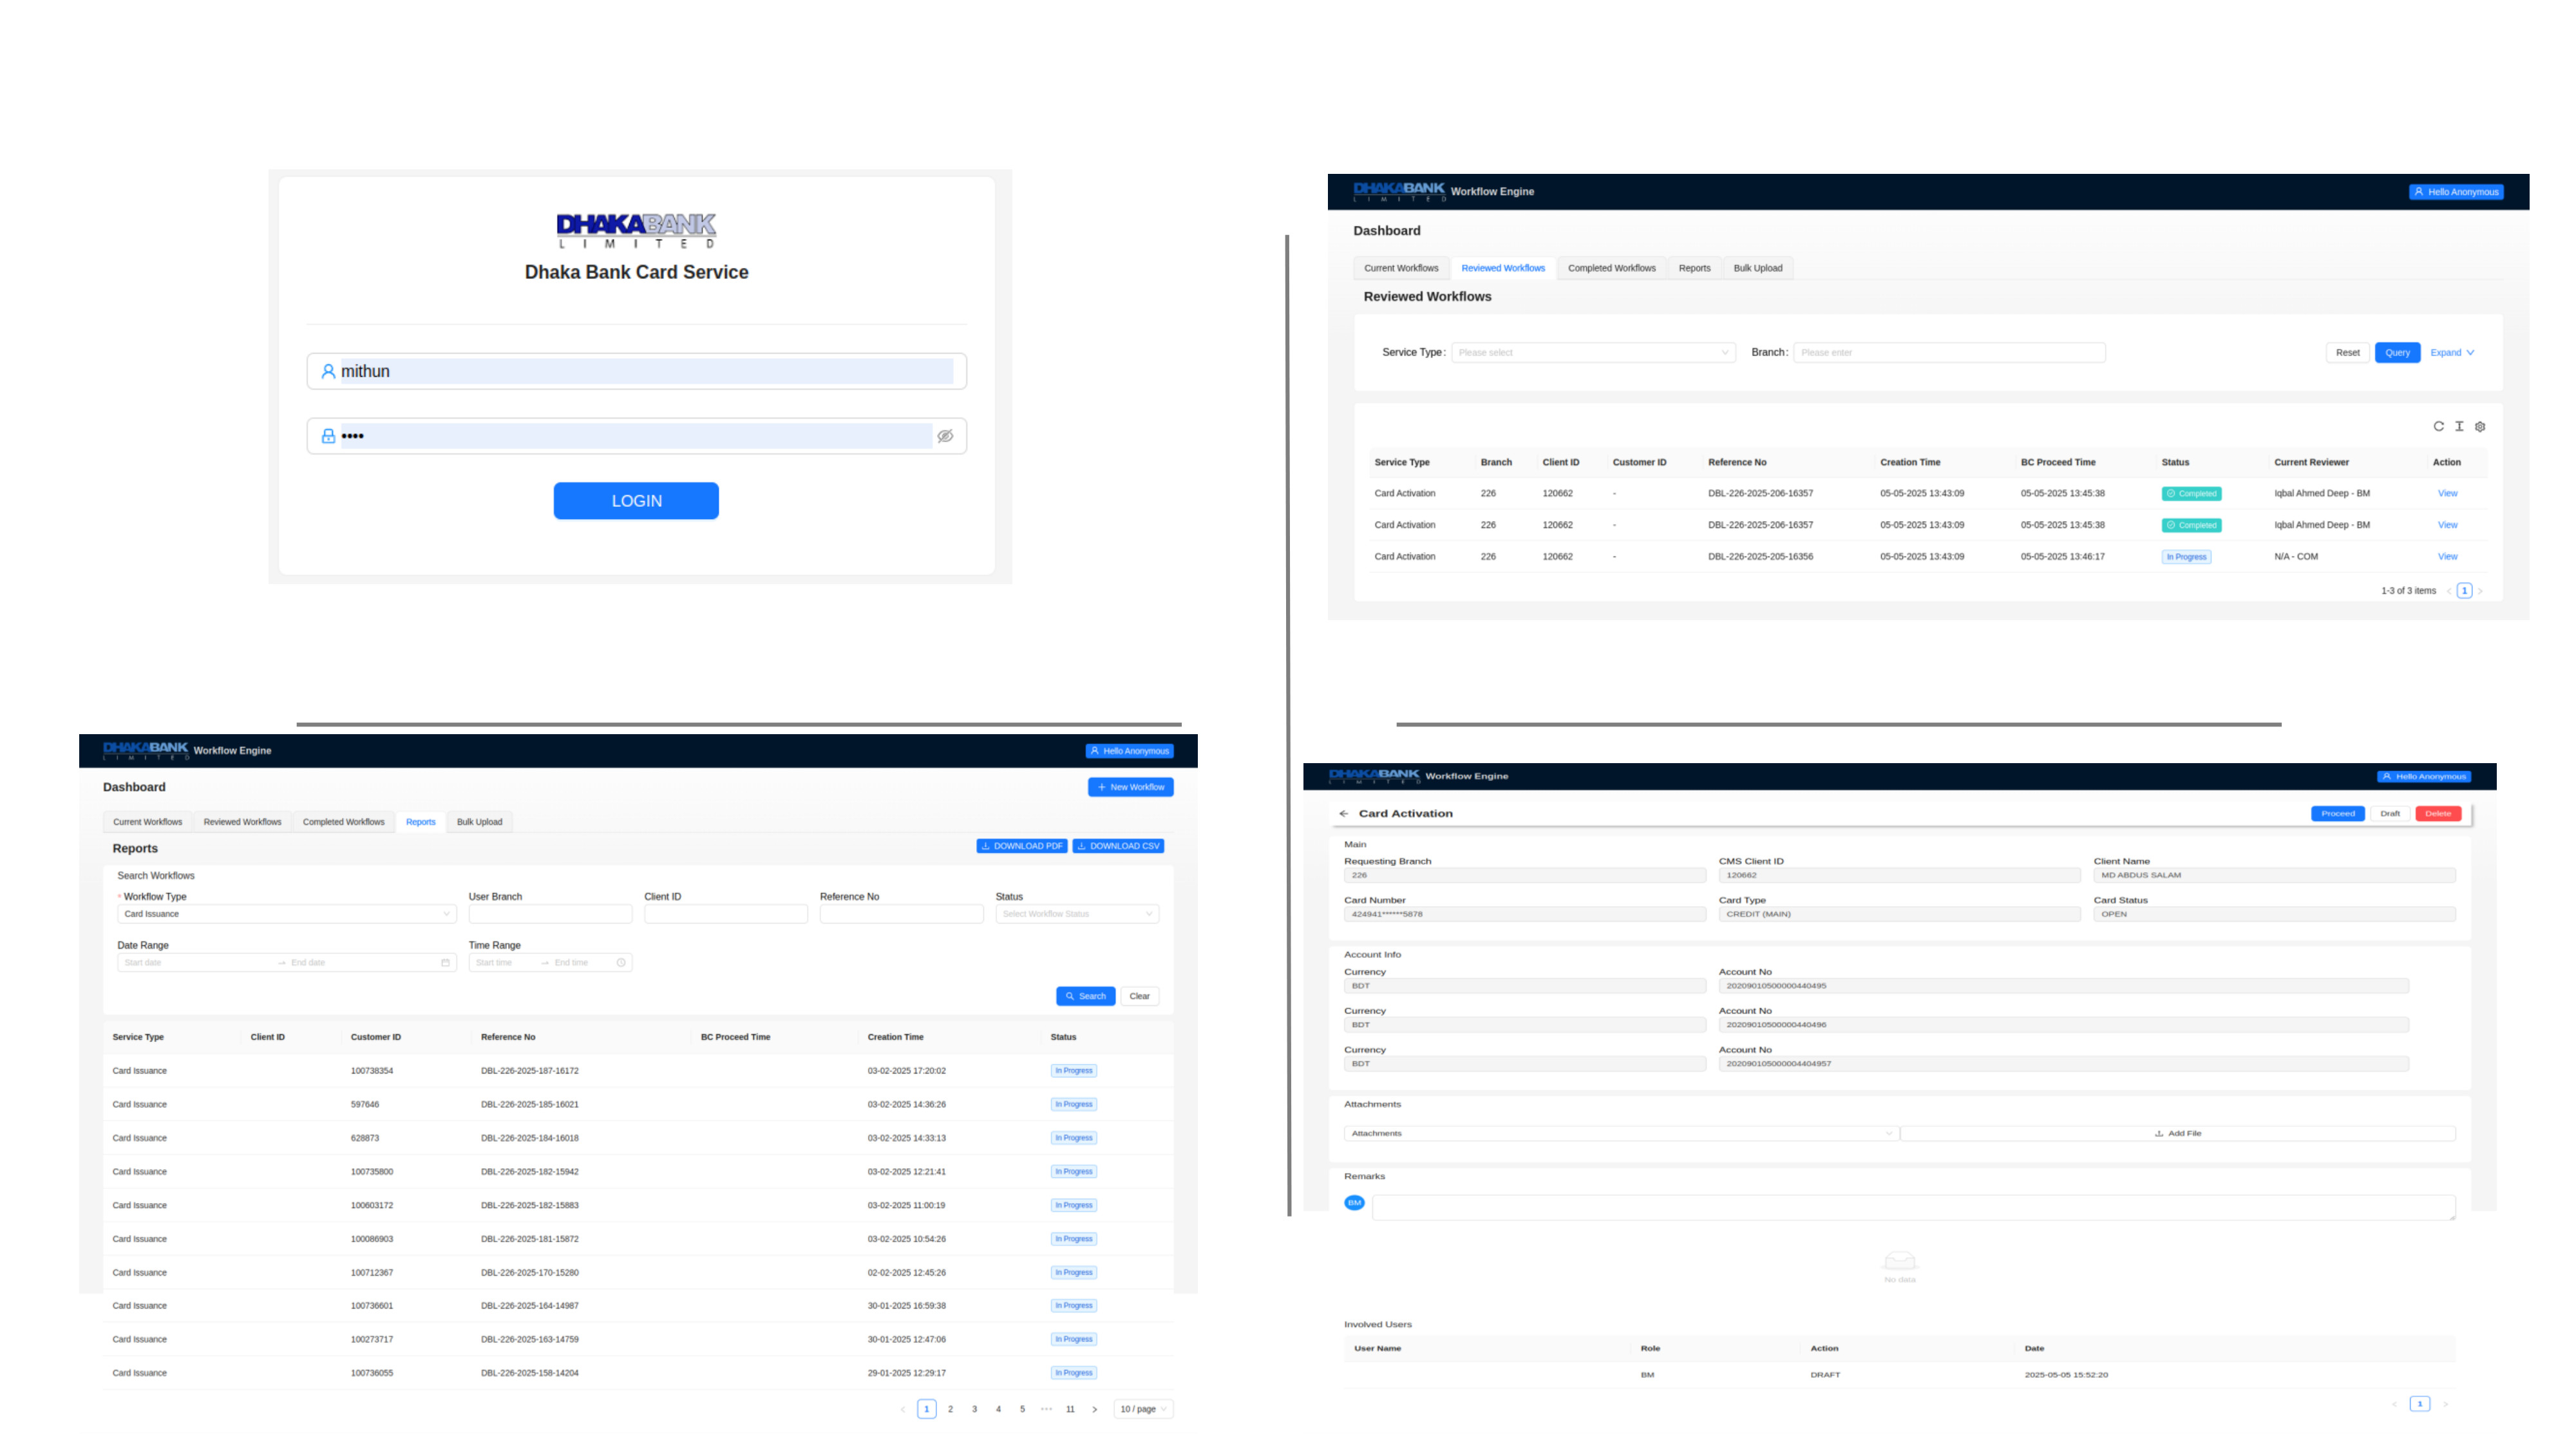 DHAKABANK
LIMITED
Dhaka Bank Card Service
mithun
••••
LOGIN
DHAKABANK LIMITED Workflow Engine Hello Anonymous
Dashboard
Current Workflows Reviewed Workflows Completed Workflows Reports Bulk Upload
Reviewed Workflows
Service Type : Please select Branch : Please enter Reset Query Expand
Service Type Branch Client ID Customer ID Reference No Creation Time BC Proceed Time Status Current Reviewer Action
Card Activation 226 120662 - DBL-226-2025-206-16357 05-05-2025 13:43:09 05-05-2025 13:45:38 Completed Iqbal Ahmed Deep - BM View
Card Activation 226 120662 - DBL-226-2025-206-16357 05-05-2025 13:43:09 05-05-2025 13:45:38 Completed Iqbal Ahmed Deep - BM View
Card Activation 226 120662 - DBL-226-2025-205-16356 05-05-2025 13:43:09 05-05-2025 13:46:17 In Progress N/A - COM View
1-3 of 3 items < 1 >
DHAKABANK LIMITED Workflow Engine Hello Anonymous
Dashboard + New Workflow
Current Workflows Reviewed Workflows Completed Workflows Reports Bulk Upload
Reports DOWNLOAD PDF DOWNLOAD CSV
Search Workflows
* Workflow Type User Branch Client ID Reference No Status
Card Issuance Select Workflow Status
Date Range Time Range
Start date → End date Start time → End time
Search Clear
Service Type Client ID Customer ID Reference No BC Proceed Time Creation Time Status
Card Issuance 100738354 DBL-226-2025-187-16172 03-02-2025 17:20:02 In Progress
Card Issuance 597646 DBL-226-2025-185-16021 03-02-2025 14:36:26 In Progress
Card Issuance 628873 DBL-226-2025-184-16018 03-02-2025 14:33:13 In Progress
Card Issuance 100735800 DBL-226-2025-182-15942 03-02-2025 12:21:41 In Progress
Card Issuance 100603172 DBL-226-2025-182-15883 03-02-2025 11:00:19 In Progress
Card Issuance 100086903 DBL-226-2025-181-15872 03-02-2025 10:54:26 In Progress
Card Issuance 100712367 DBL-226-2025-170-15280 02-02-2025 12:45:26 In Progress
Card Issuance 100736601 DBL-226-2025-164-14987 30-01-2025 16:59:38 In Progress
Card Issuance 100273717 DBL-226-2025-163-14759 30-01-2025 12:47:06 In Progress
Card Issuance 100736055 DBL-226-2025-158-14204 29-01-2025 12:29:17 In Progress
< 1 2 3 4 5 ••• 11 > 10 / page
DHAKABANK LIMITED Workflow Engine Hello Anonymous
← Card Activation Proceed Draft Delete
Main
Requesting Branch CMS Client ID Client Name
226 120662 MD ABDUS SALAM
Card Number Card Type Card Status
424941******5878 CREDIT (MAIN) OPEN
Account Info
Currency Account No
BDT 20209010500000440495
Currency Account No
BDT 20209010500000440496
Currency Account No
BDT 202090105000004404957
Attachments
Attachments Add File
Remarks
BM
No data
Involved Users
User Name Role Action Date
BM DRAFT 2025-05-05 15:52:20
< 1 >